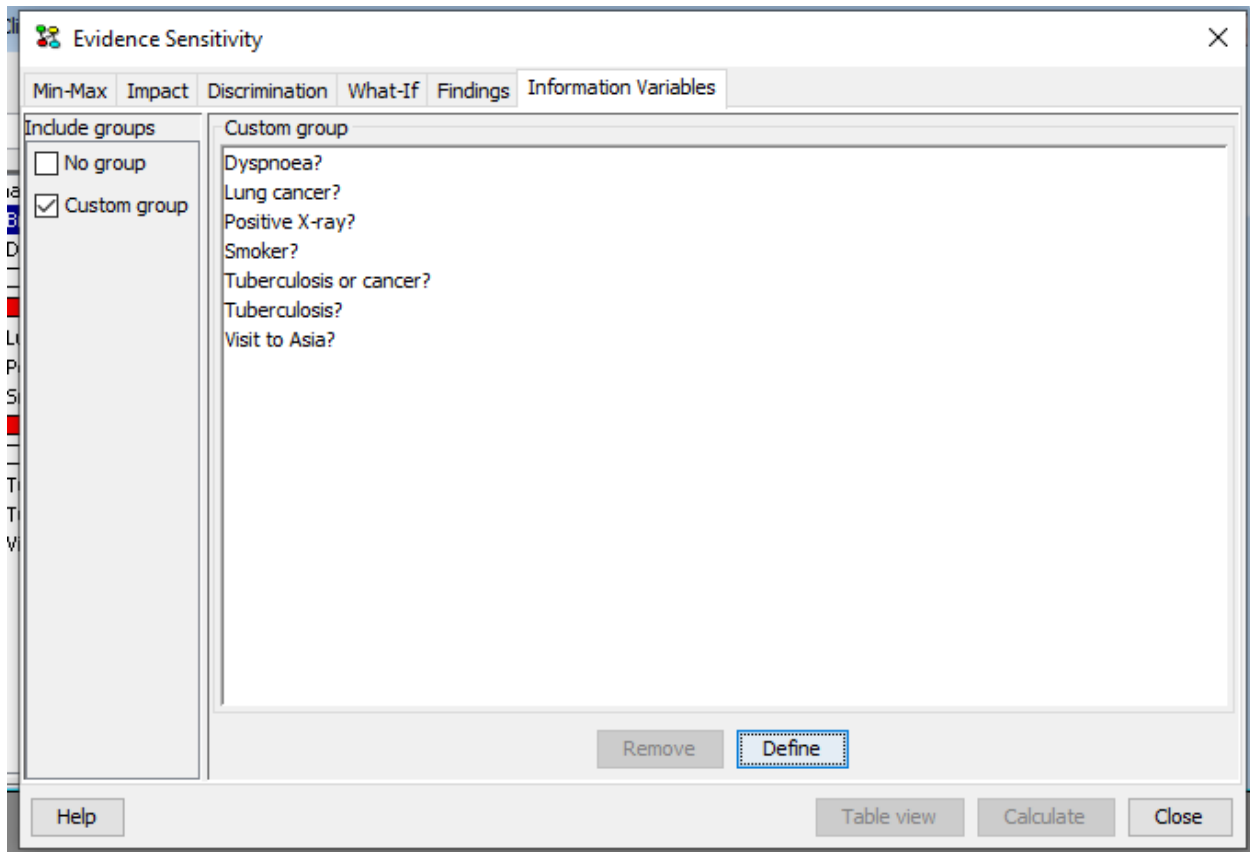 Evidence Sensitivity
Min-Max Impact Discrimination What-If Findings Information Variables
Include groups
No group
Custom group
Custom group
Dyspnoea?
Lung cancer?
Positive X-ray?
Smoker?
Tuberculosis or cancer?
Tuberculosis?
Visit to Asia?
Remove Define
Help Table view Calculate Close